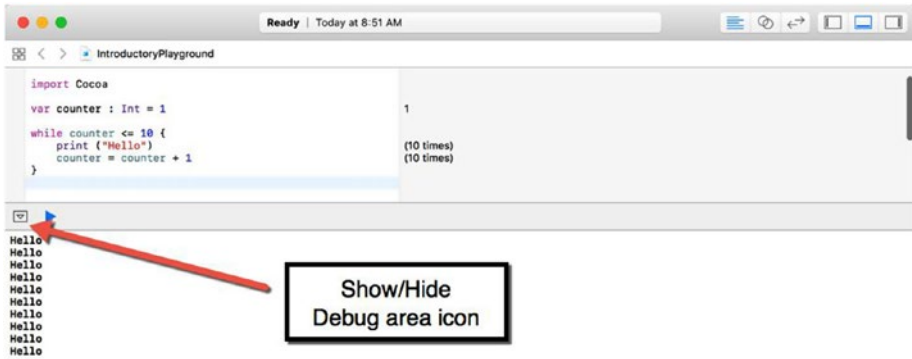 Ready | Today at 8:51 AM
IntroductoryPlayground
import Cocoa
var counter : Int = 1
1
while counter <= 10 {
print ("Hello")
(10 times)
counter = counter + 1
(10 times)
}
Hello
Hello
Hello
Hello
Hello
Hello
Hello
Hello
Hello
Hello
Show/Hide
Debug area icon